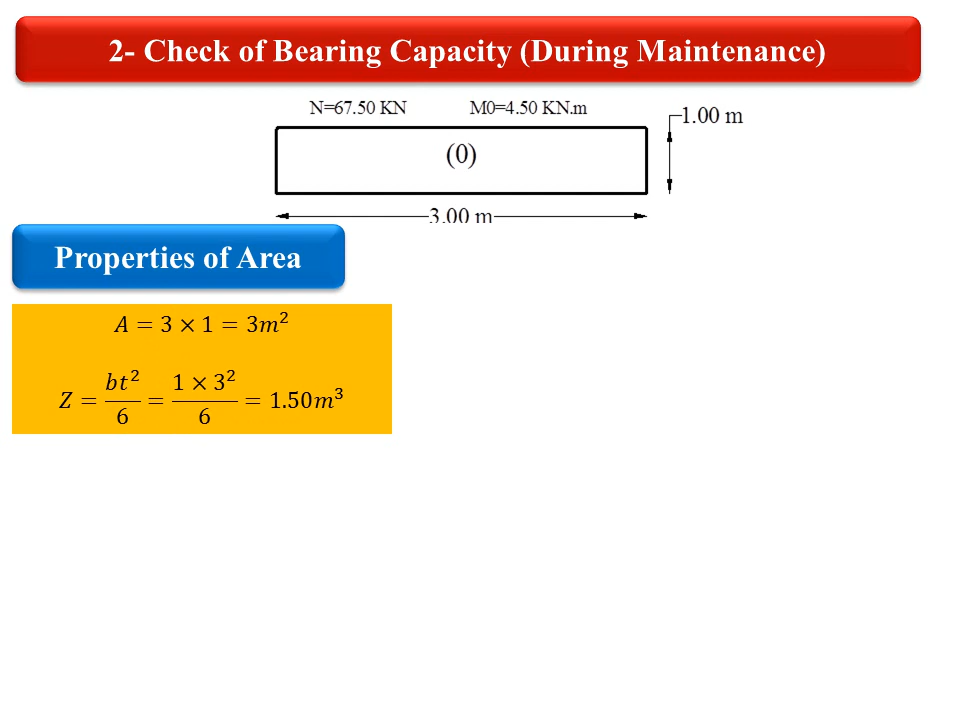 2- Check of Bearing Capacity (During Maintenance)
N=67.50 KN M0=4.50 KN.m
1.00 m
(0)
3.00 m
Properties of Area
A = 3 × 1 = 3m²
Z = bt²/6 = 1 × 3²/6 = 1.50m³